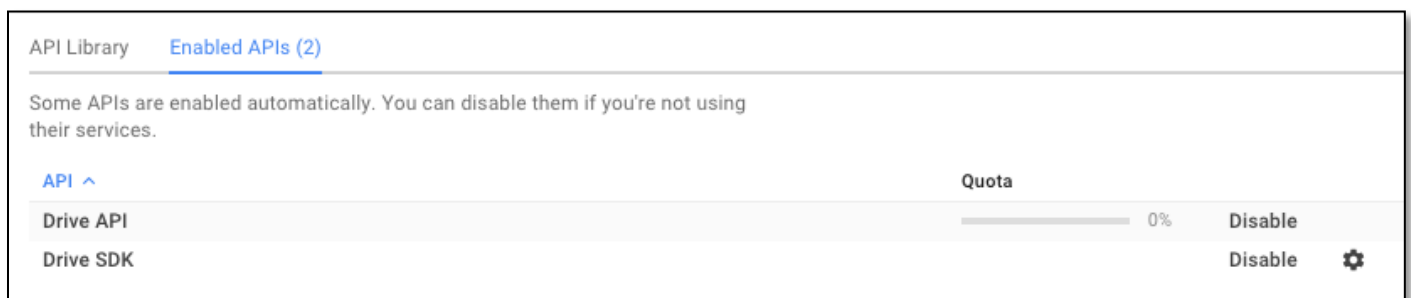 API Library Enabled APIs (2)
Some APIs are enabled automatically. You can disable them if you're not using
their services.
API Quota
Drive API 0% Disable
Drive SDK Disable